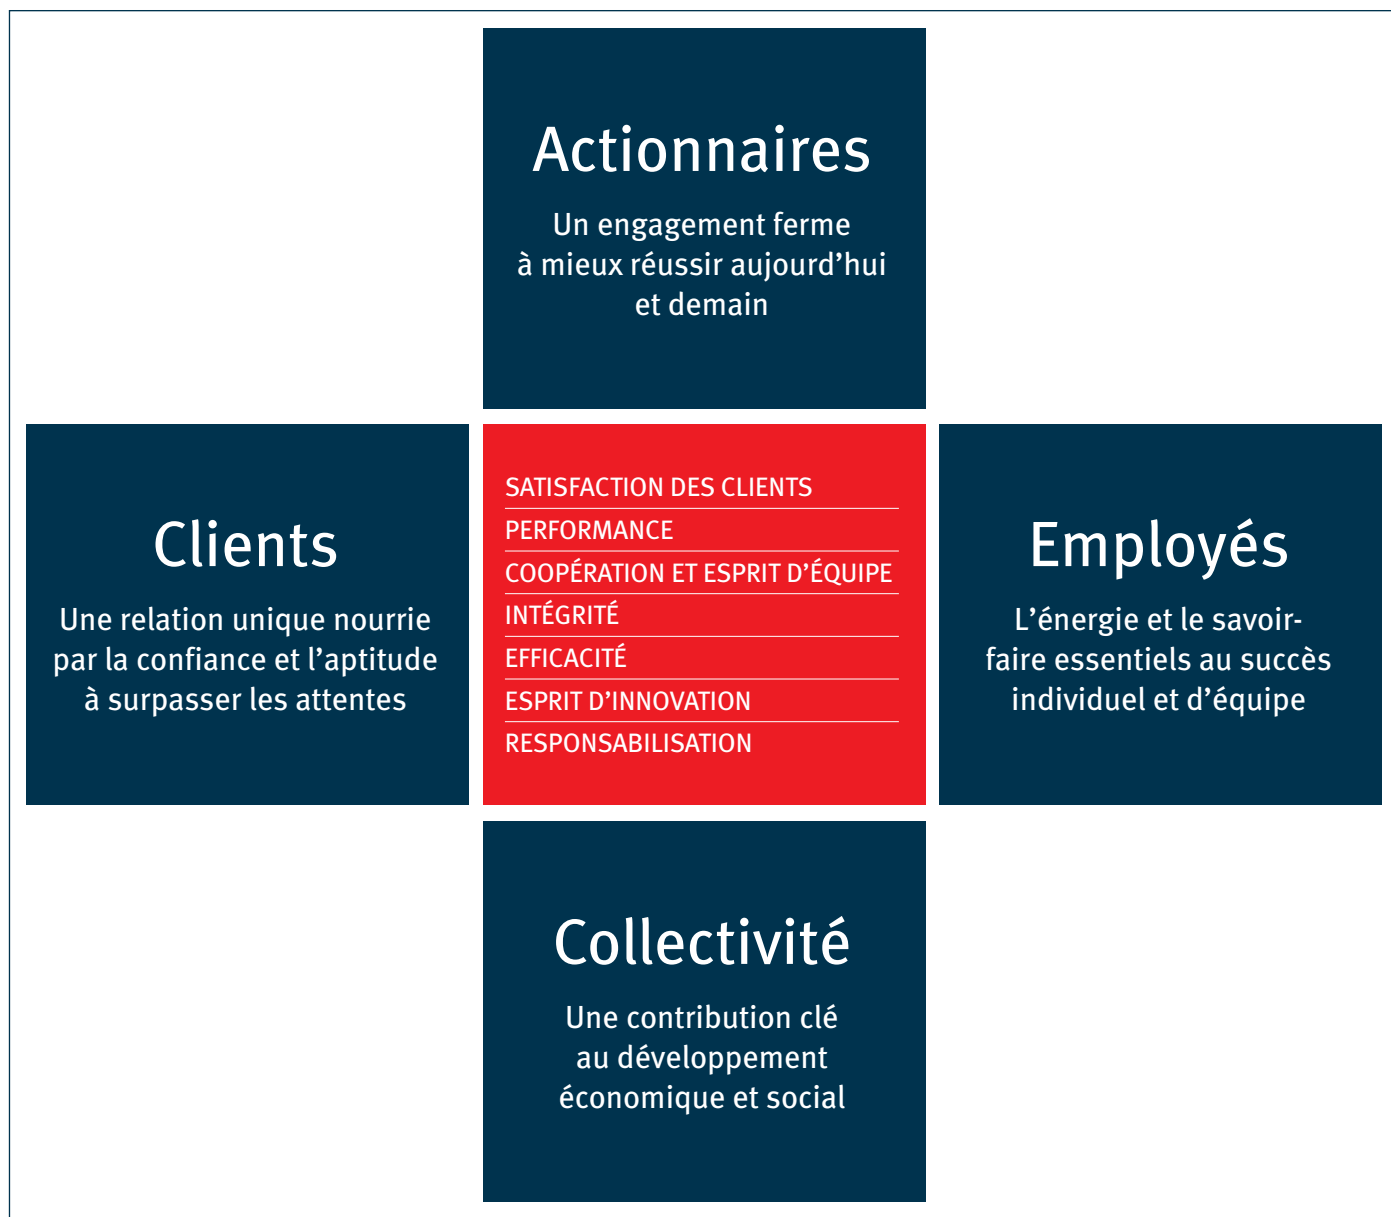 Actionnaires
Un engagement ferme
à mieux réussir aujourd’hui
et demain
Clients
Une relation unique nourrie
par la confiance et l’aptitude
à surpasser les attentes
SATISFACTION DES CLIENTS
PERFORMANCE
COOPÉRATION ET ESPRIT D’ÉQUIPE
INTÉGRITÉ
EFFICACITÉ
ESPRIT D’INNOVATION
RESPONSABILISATION
Employés
L’énergie et le savoir-
faire essentiels au succès
individuel et d’équipe
Collectivité
Une contribution clé
au développement
économique et social